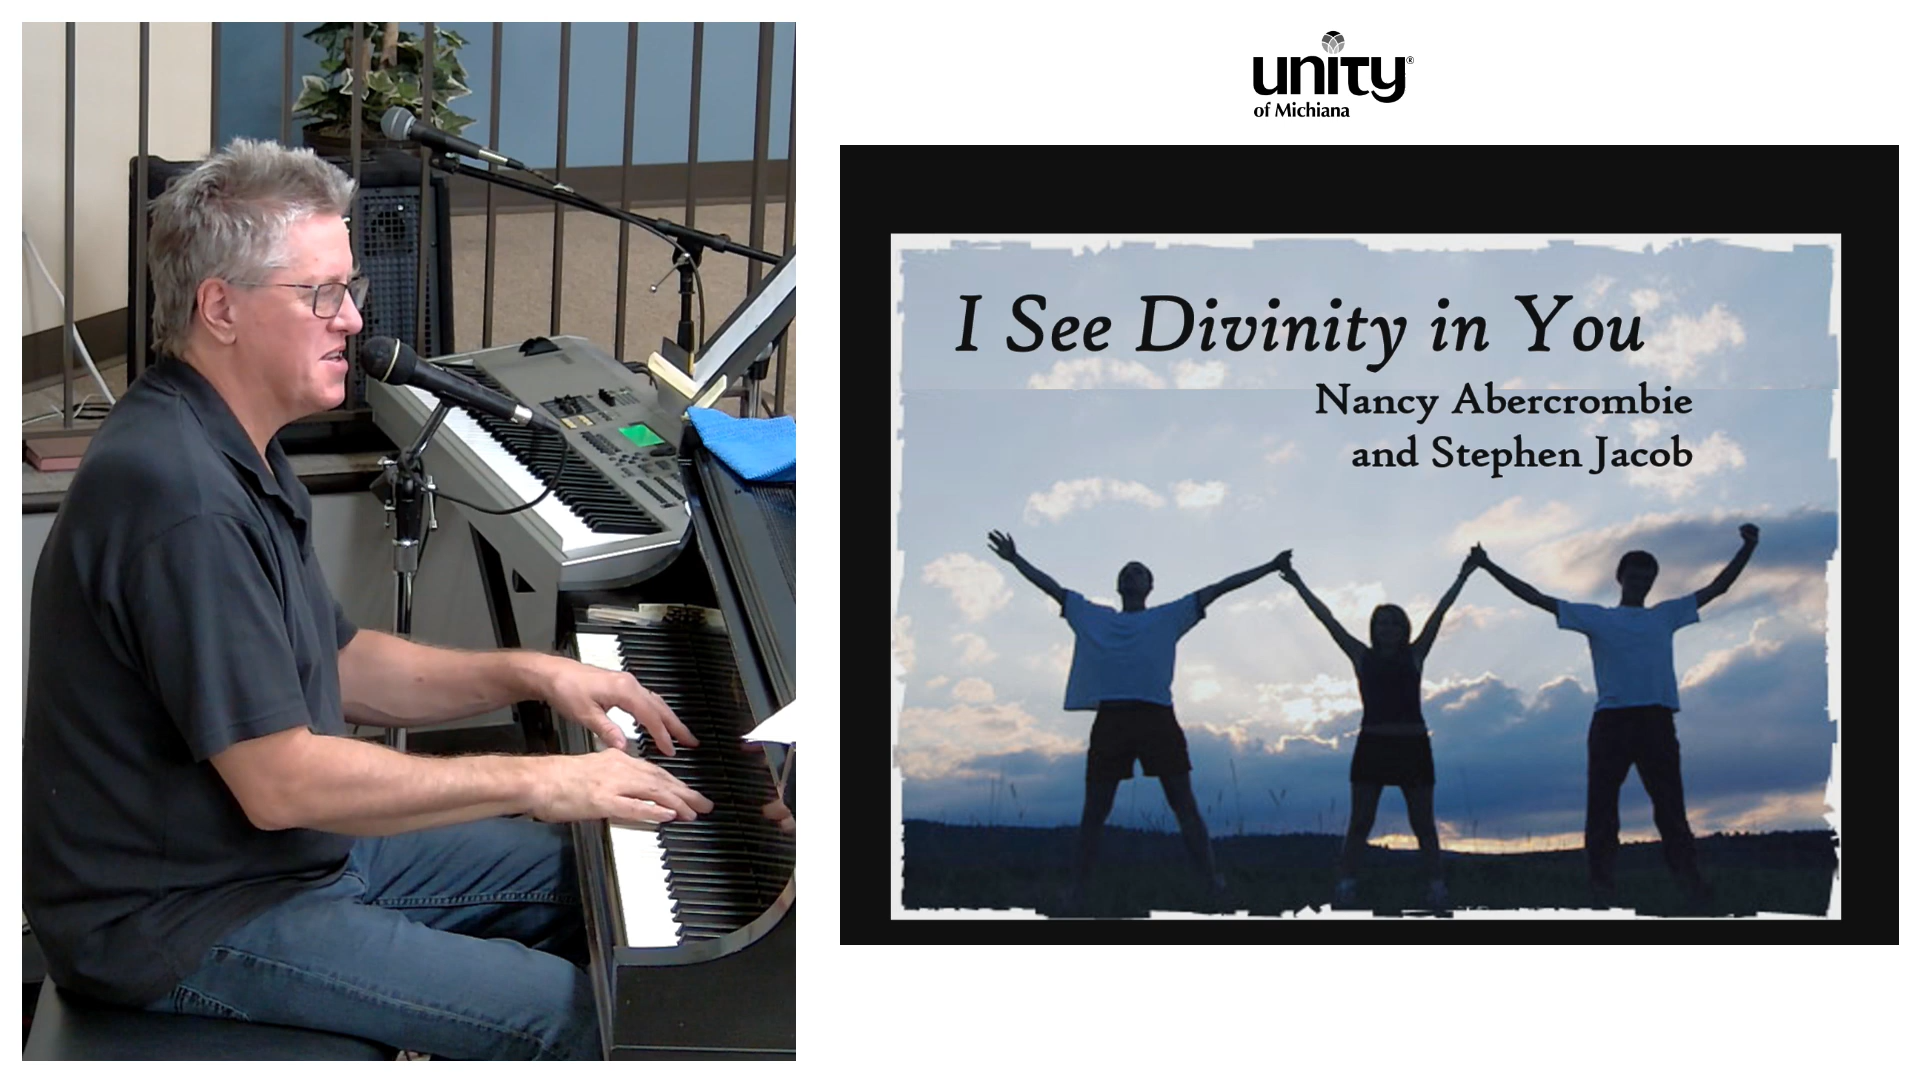 unity®
of Michiana
I See Divinity in You
Nancy Abercrombie
and Stephen Jacob